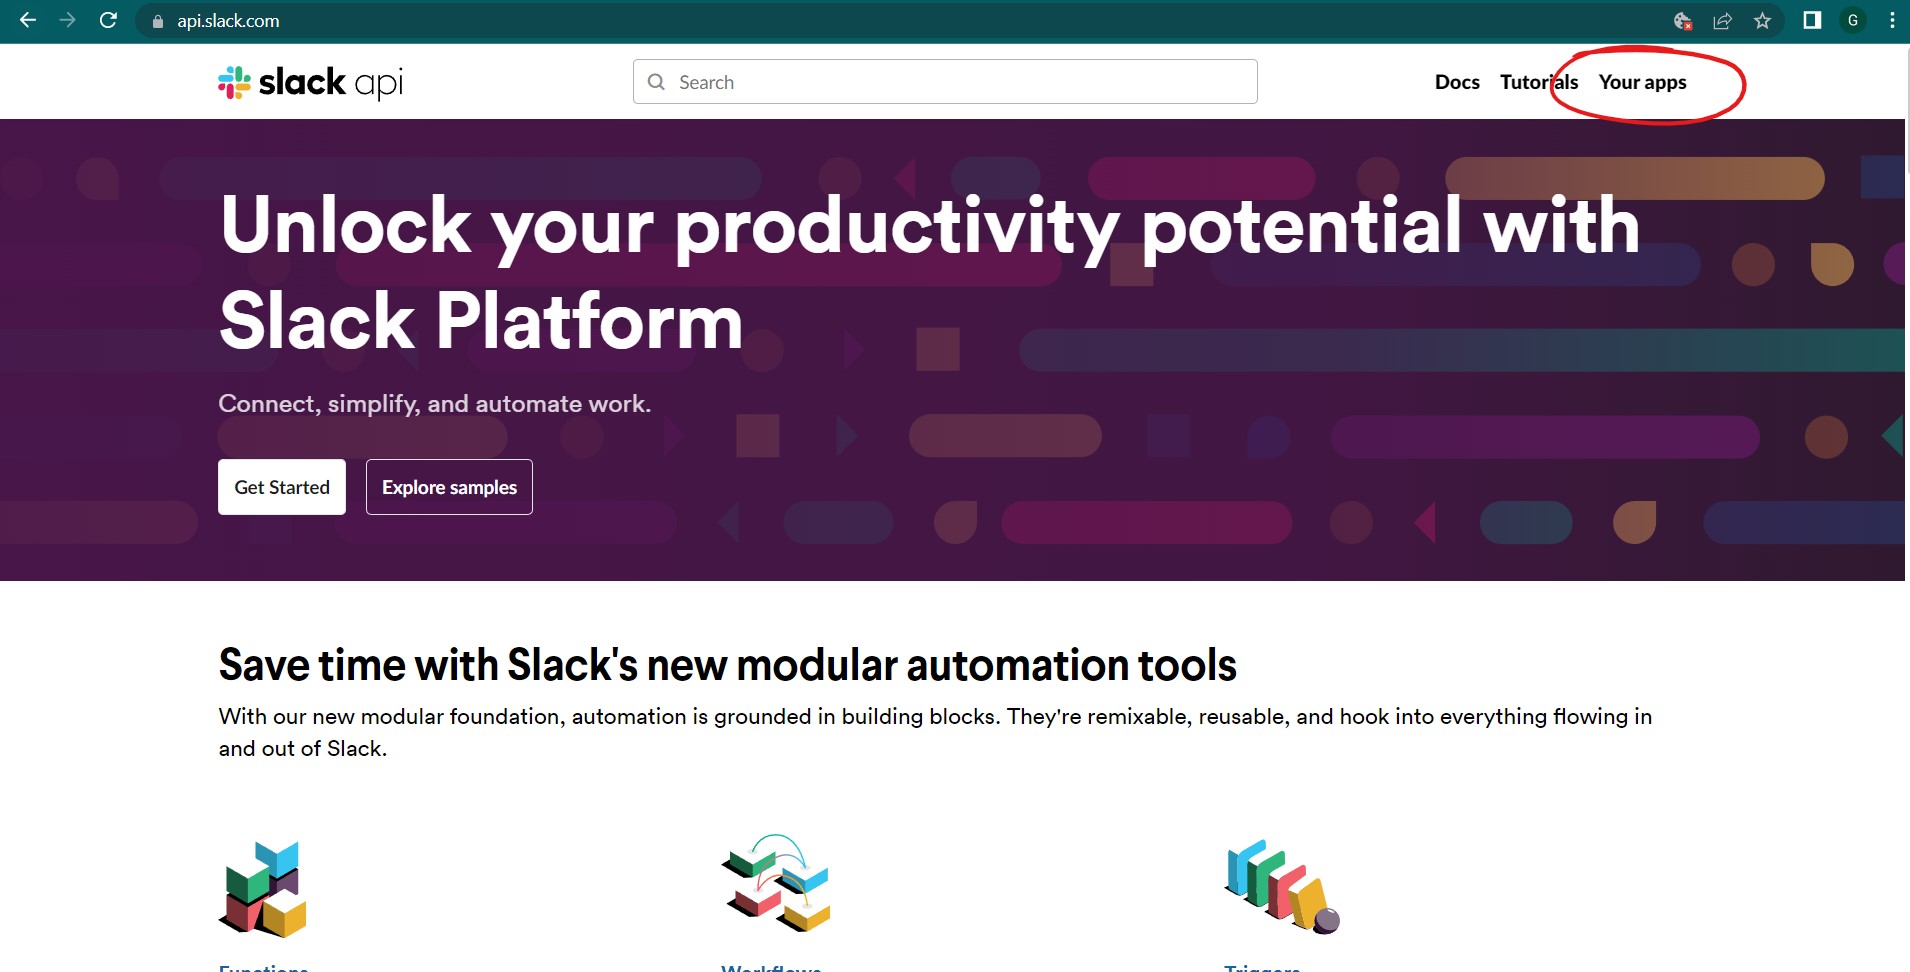 api.slack.com
G
slack api
Search
Docs Tutorials Your apps
Unlock your productivity potential with
Slack Platform
Connect, simplify, and automate work.
Get Started
Explore samples
Save time with Slack's new modular automation tools
With our new modular foundation, automation is grounded in building blocks. They're remixable, reusable, and hook into everything flowing in
and out of Slack.
Functions
Workflows
Triggers